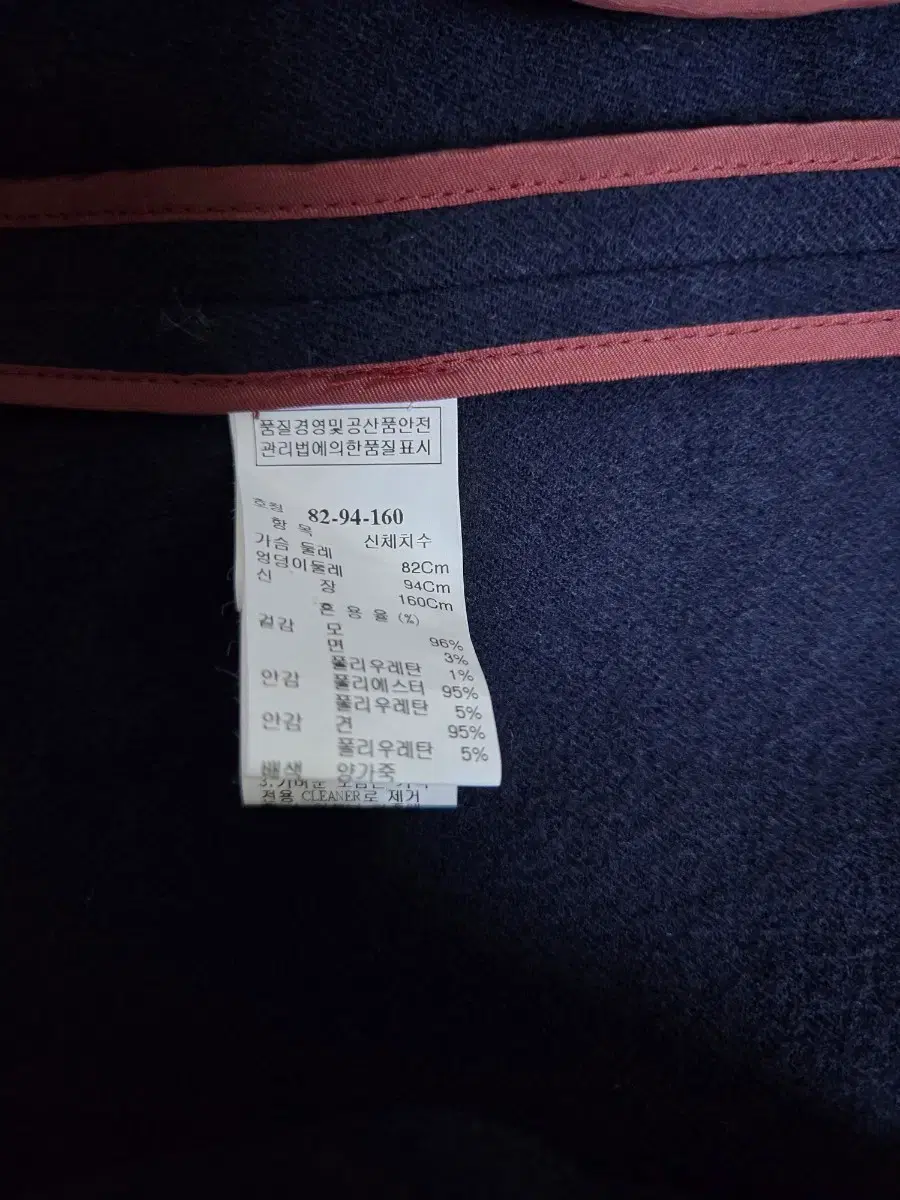 품질경영및공산품안전
관리법에의한품질표시
호칭 82-94-160
항 목 신체치수
가슴 둘레 82Cm
엉덩이둘레 94Cm
신 장 160Cm
혼 용 율 (%)
겉감 모 96%
면 3%
폴리우레탄 1%
안감 폴리에스터 95%
폴리우레탄 5%
안감 견 95%
폴리우레탄 5%
배색 양가죽
전용 CLEANER로 제거